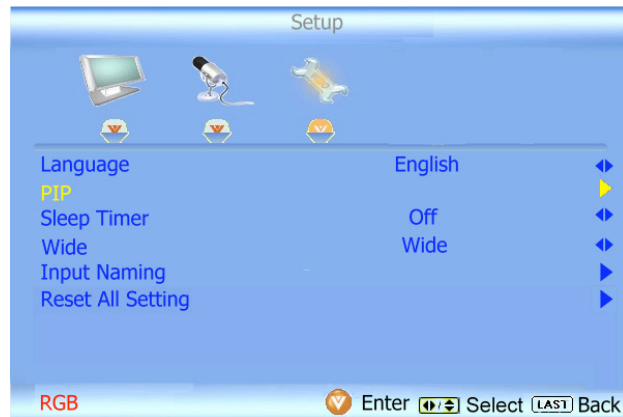 Setup
Language English
PIP
Sleep Timer Off
Wide Wide
Input Naming
Reset All Setting
RGB Enter Select LAST Back